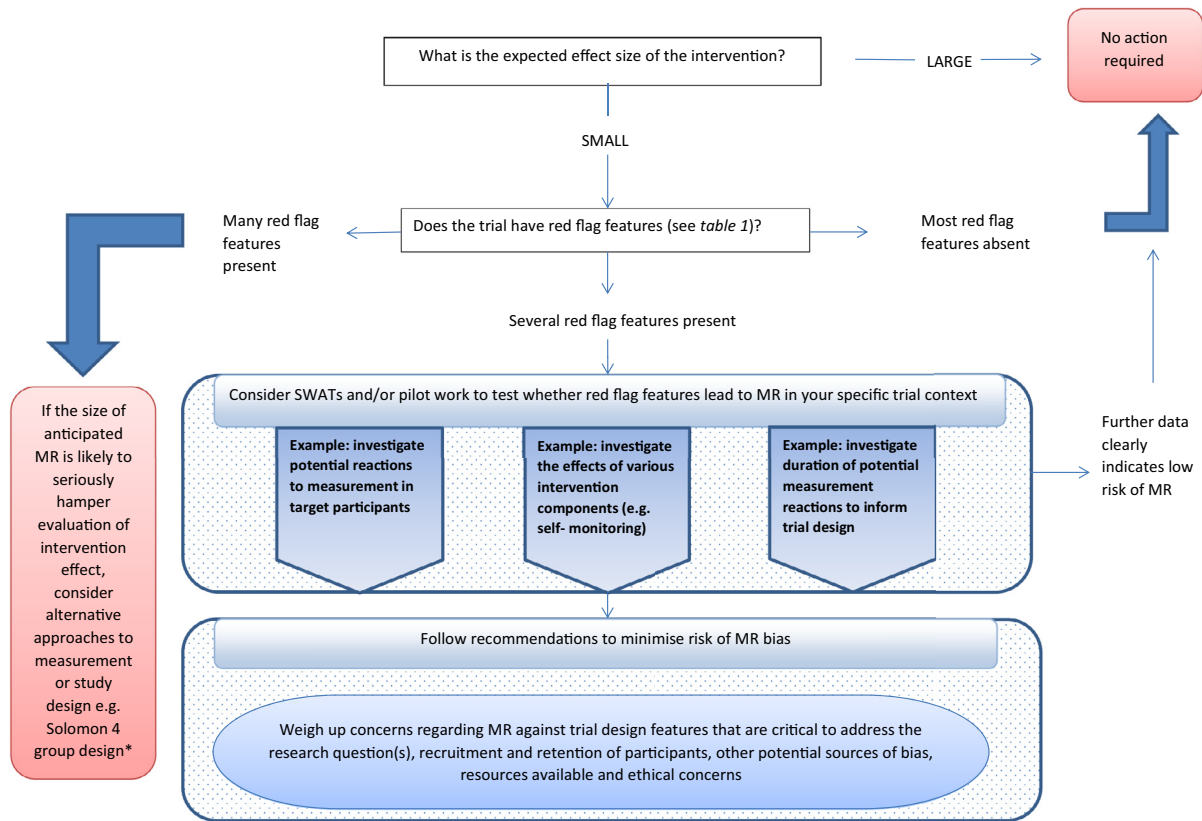 What is the expected effect size of the intervention?
LARGE
No action
required
SMALL
Many red flag
features
present
Does the trial have red flag features (see table 1)?
Most red flag
features absent
Several red flag features present
If the size of
anticipated
MR is likely to
seriously
hamper
evaluation of
intervention
effect,
consider
alternative
approaches to
measurement
or study
design e.g.
Solomon 4
group design*
Consider SWATs and/or pilot work to test whether red flag features lead to MR in your specific trial context
Example: investigate
potential reactions
to measurement in
target participants
Example: investigate
the effects of various
intervention
components (e.g.
self- monitoring)
Example: investigate
duration of potential
measurement
reactions to inform
trial design
Further data
clearly
indicates low
risk of MR
Follow recommendations to minimise risk of MR bias
Weigh up concerns regarding MR against trial design features that are critical to address the
research question(s), recruitment and retention of participants, other potential sources of bias,
resources available and ethical concerns